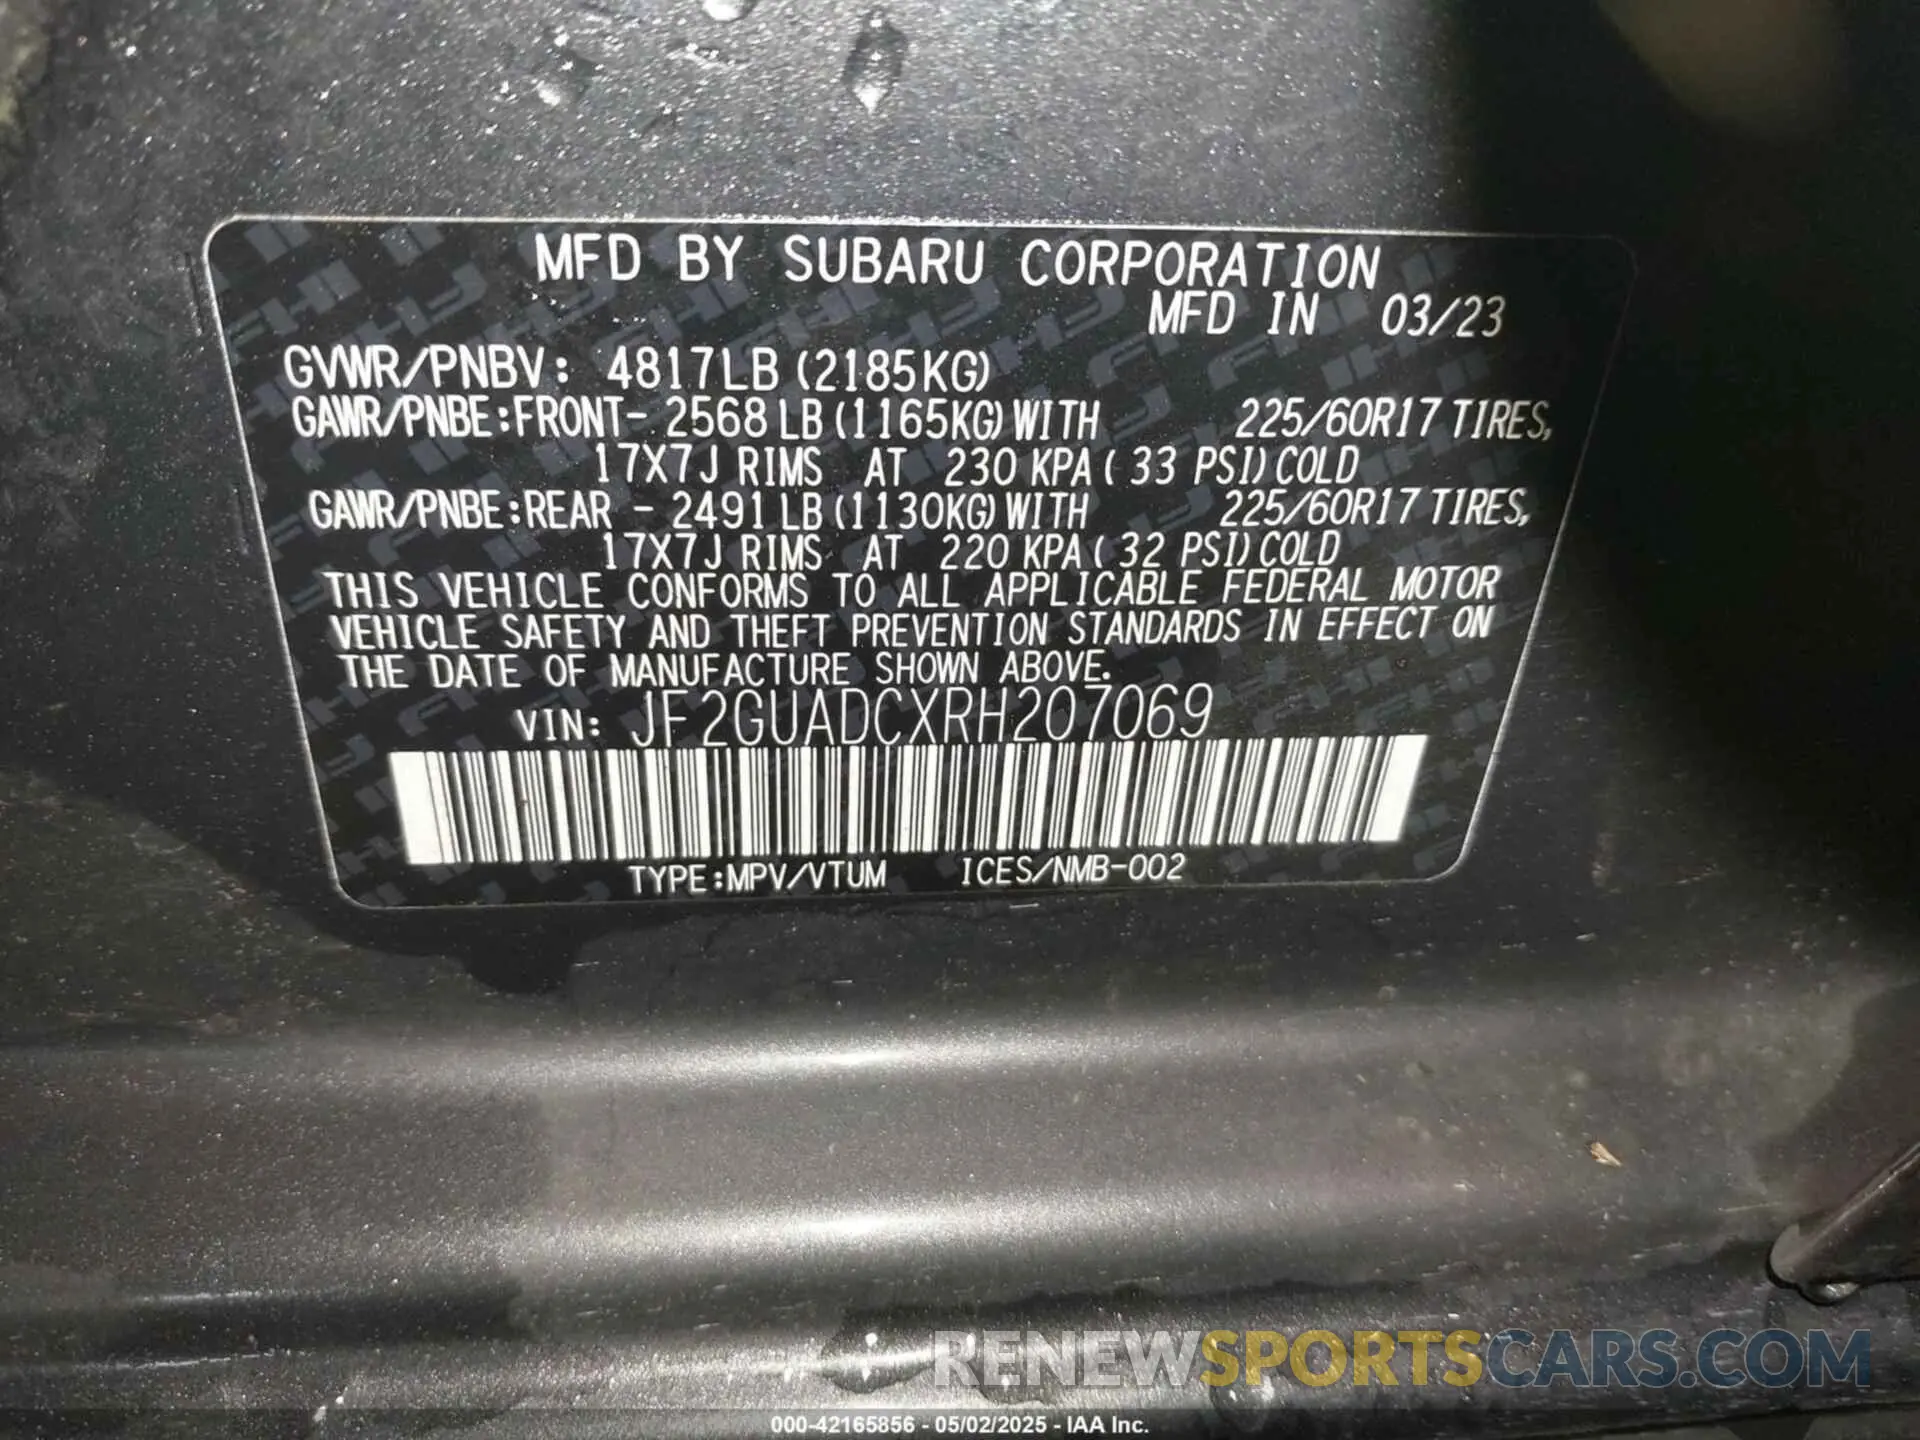 MFD BY SUBARU CORPORATION
MFD IN 03/23
GVWR/PNBV: 4817LB (2185KG)
GAWR/PNBE:FRONT- 2568 LB (1165KG) WITH 225/60R17 TIRES,
17X7J RIMS AT 230 KPA ( 33 PSI) COLD
GAWR/PNBE:REAR - 2491 LB (1130KG) WITH 225/60R17 TIRES,
17X7J RIMS AT 220 KPA ( 32 PSI) COLD
THIS VEHICLE CONFORMS TO ALL APPLICABLE FEDERAL MOTOR
VEHICLE SAFETY AND THEFT PREVENTION STANDARDS IN EFFECT ON
THE DATE OF MANUFACTURE SHOWN ABOVE.
VIN: JF2GUADCXRH207069
TYPE:MPV/VTUM ICES/NMB-002
RENEWSPORTSCARS.COM
000-42165856 - 05/02/2025 - IAA Inc.